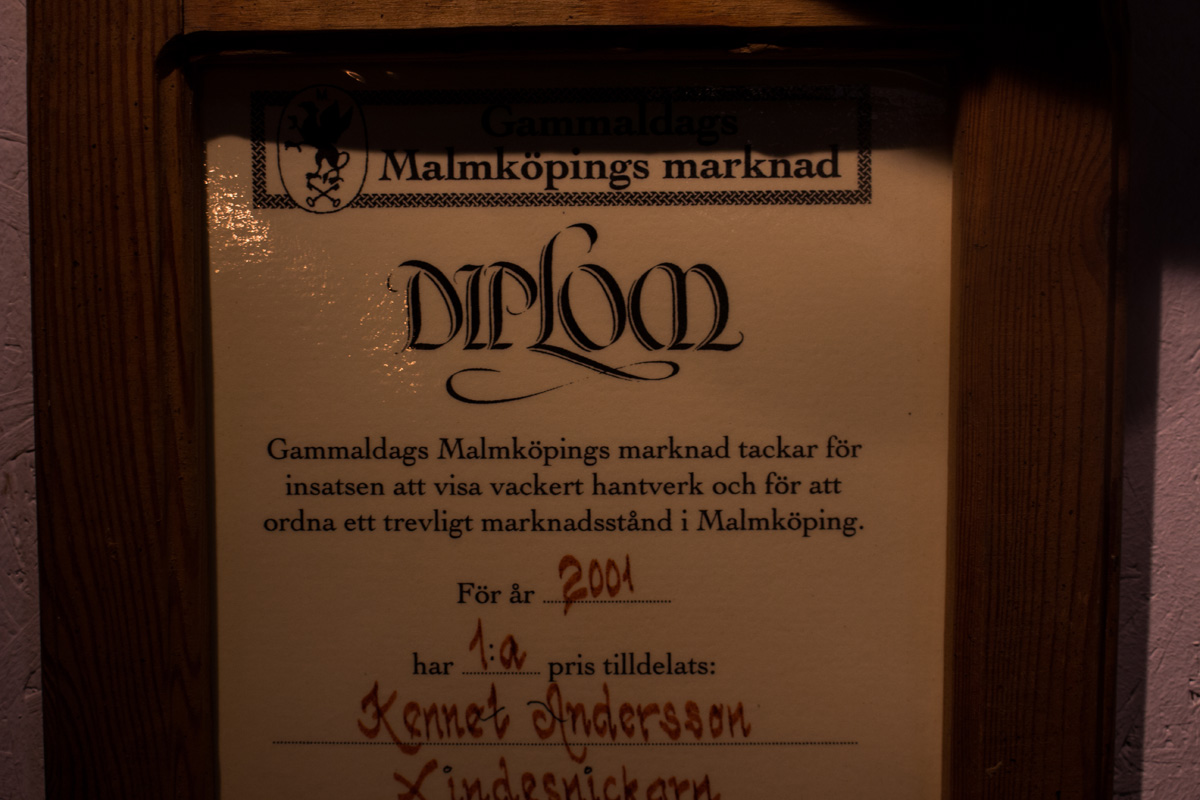 Gammaldags
Malmköpings marknad
DIPLOM
Gammaldags Malmköpings marknad tackar för
insatsen att visa vackert hantverk och för att
ordna ett trevligt marknadsstånd i Malmköping.
För år 2001
har 1:a pris tilldelats:
Kennet Andersson